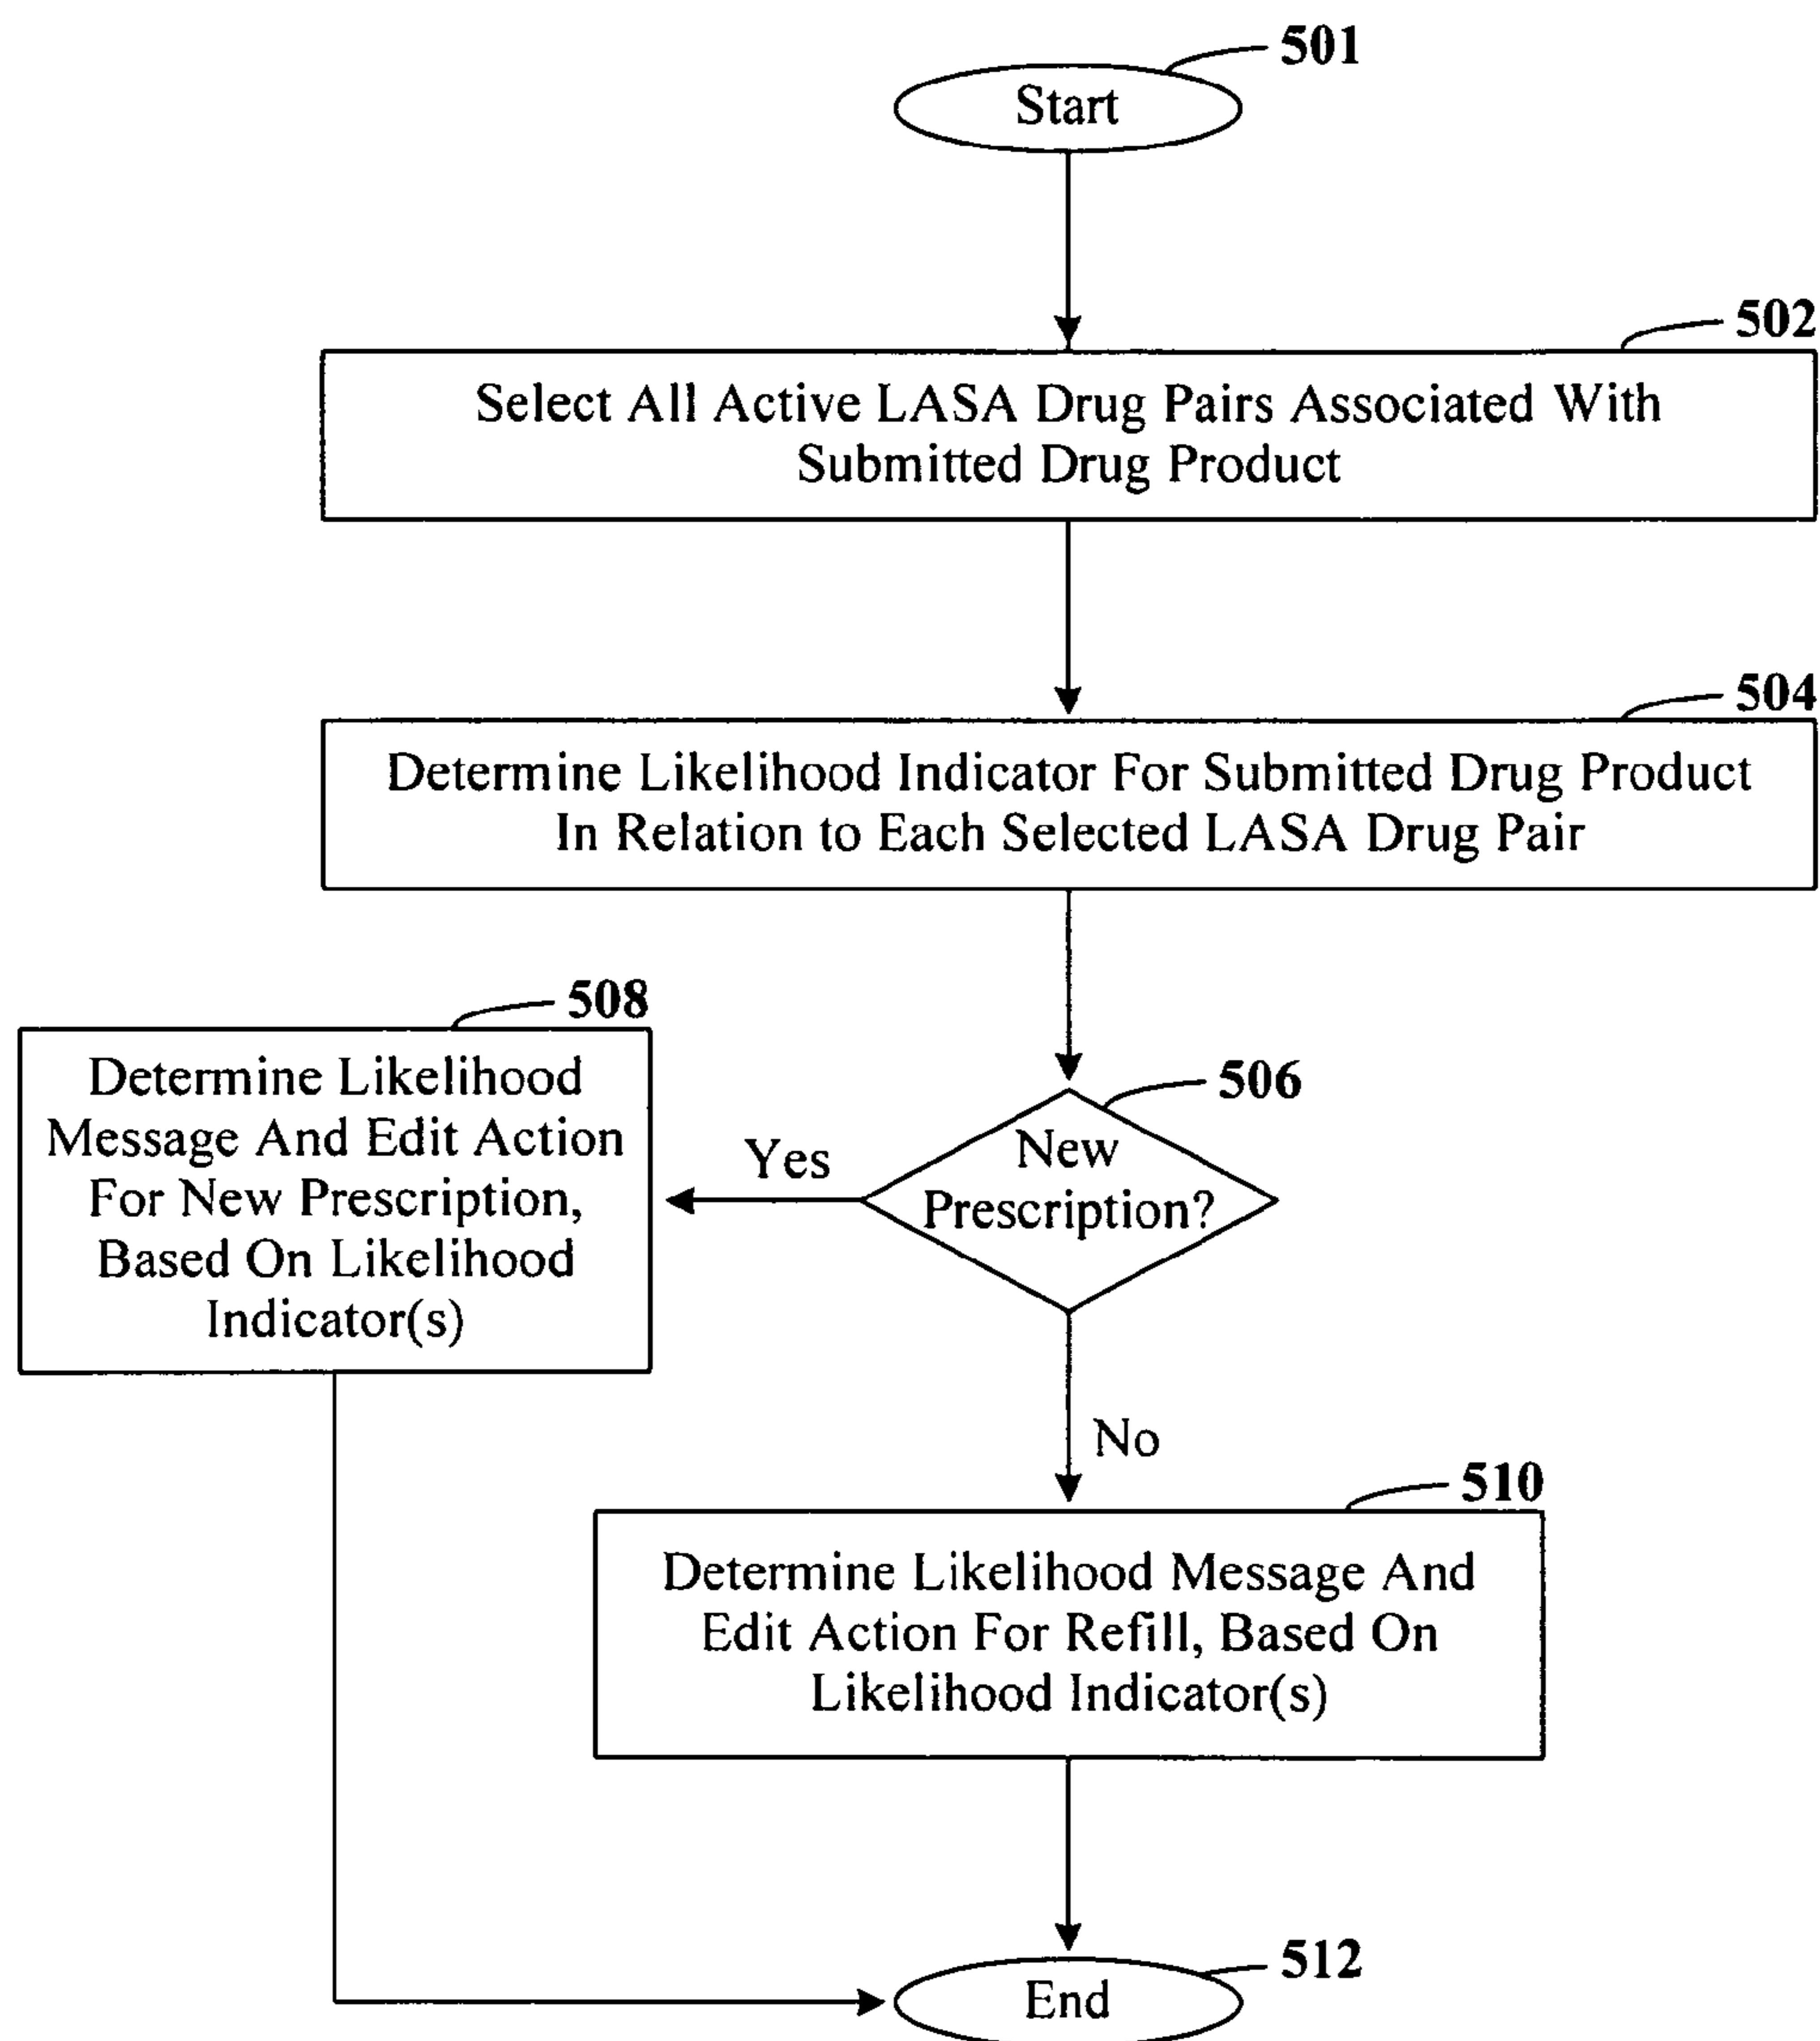 501
Start
502
Select All Active LASA Drug Pairs Associated With
Submitted Drug Product
504
Determine Likelihood Indicator For Submitted Drug Product
In Relation to Each Selected LASA Drug Pair
508
Determine Likelihood
Message And Edit Action
For New Prescription,
Based On Likelihood
Indicator(s)
506
New
Prescription?
Yes
No
510
Determine Likelihood Message And
Edit Action For Refill, Based On
Likelihood Indicator(s)
512
End